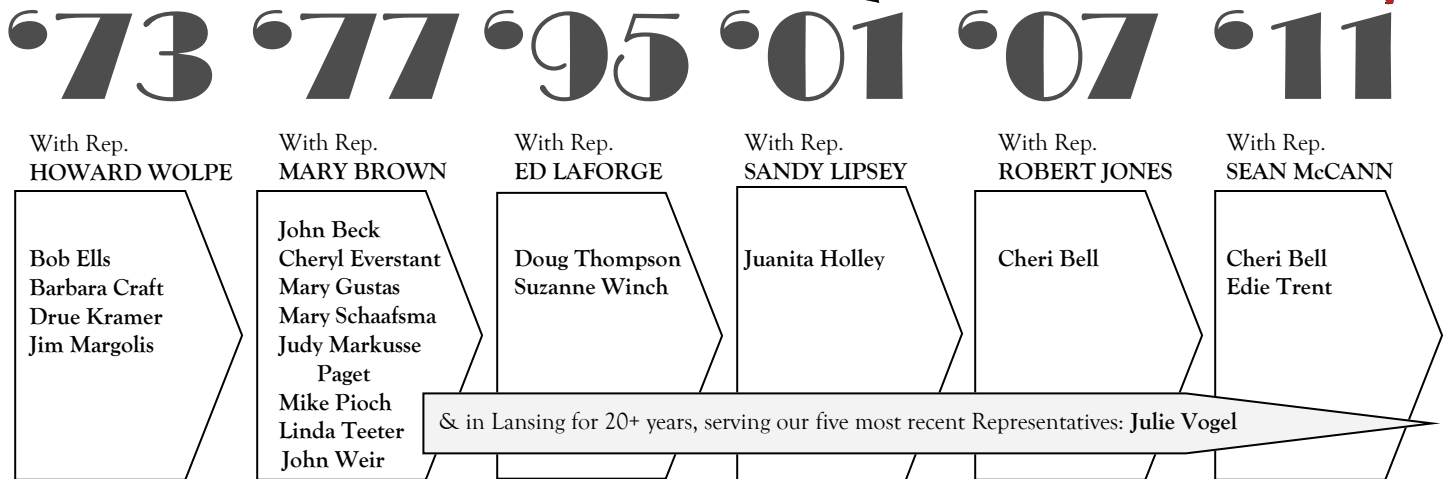 ‘73
With Rep.
HOWARD WOLPE
Bob Ells
Barbara Craft
Drue Kramer
Jim Margolis
‘77
With Rep.
MARY BROWN
John Beck
Cheryl Everstant
Mary Gustas
Mary Schaafsma
Judy Markusse
Paget
Mike Pioch
Linda Teeter
John Weir
‘95
With Rep.
ED LAFORGE
Doug Thompson
Suzanne Winch
‘01
With Rep.
SANDY LIPSEY
Juanita Holley
‘07
With Rep.
ROBERT JONES
Cheri Bell
‘11
With Rep.
SEAN McCANN
Cheri Bell
Edie Trent
& in Lansing for 20+ years, serving our five most recent Representatives: Julie Vogel